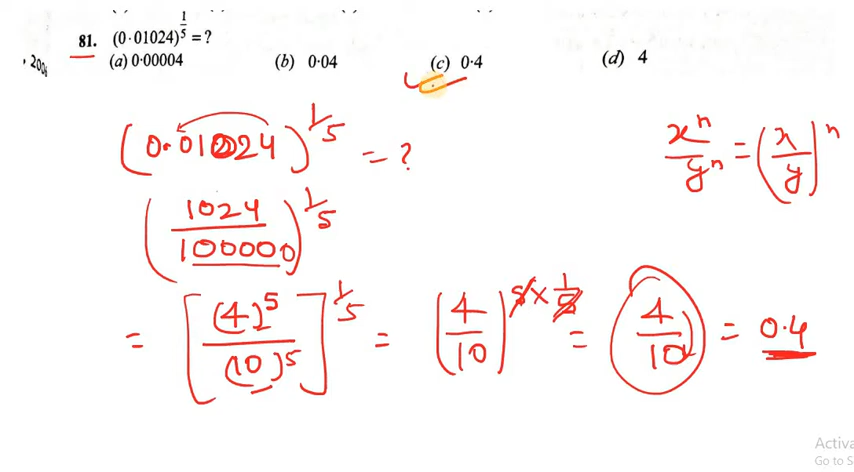 81. (0·01024)^{1/5} = ?
(a) 0·00004 (b) 0·04 (c) 0·4 (d) 4
(0.01024)^{1/5} = ?
x^n/y^n = (x/y)^n
(1024/100000)^{1/5}
= [(4)^5/(10)^5]^{1/5} = (4/10)^{5×1/5} = (4/10) = 0.4
Activa
Go to S